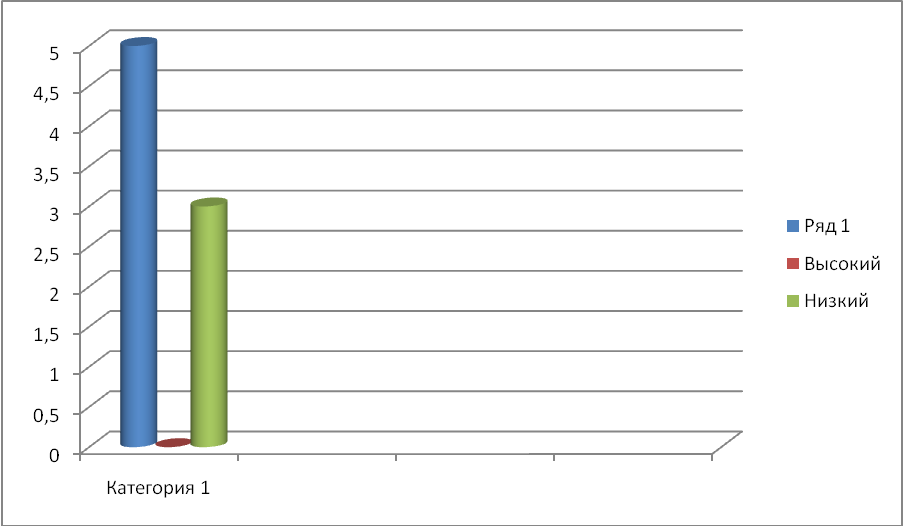 5
4,5
4
3,5
3
2,5
2
1,5
1
0,5
0
Категория 1
Ряд 1
Высокий
Низкий